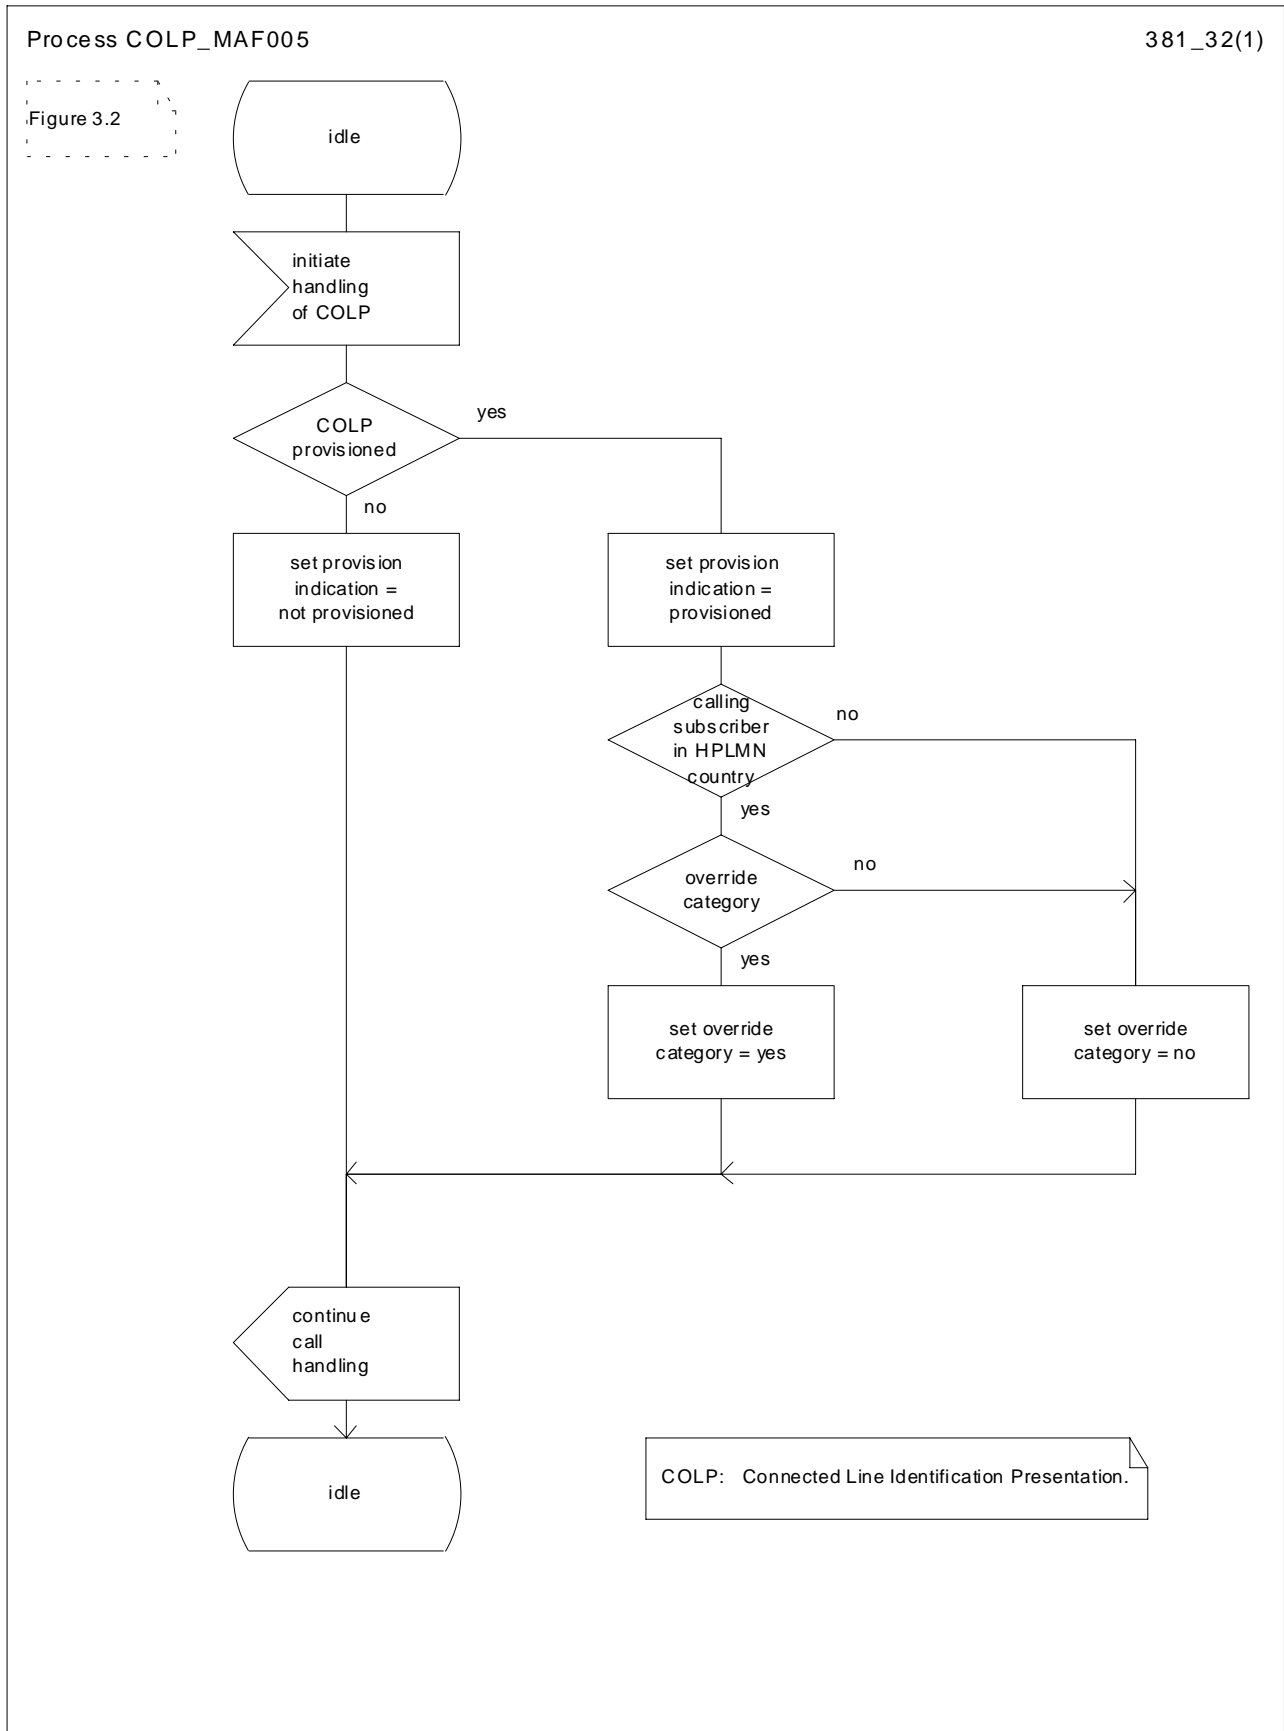 Process COLP_MAF005
381_32(1)
Figure 3.2
idle
initiate
handling
of COLP
COLP
provisioned
yes
no
set provision
indication =
not provisioned
set provision
indication =
provisioned
calling
subscriber
in HPLMN
country
no
yes
override
category
no
yes
set override
category = yes
set override
category = no
continue
call
handling
idle
COLP: Connected Line Identification Presentation.